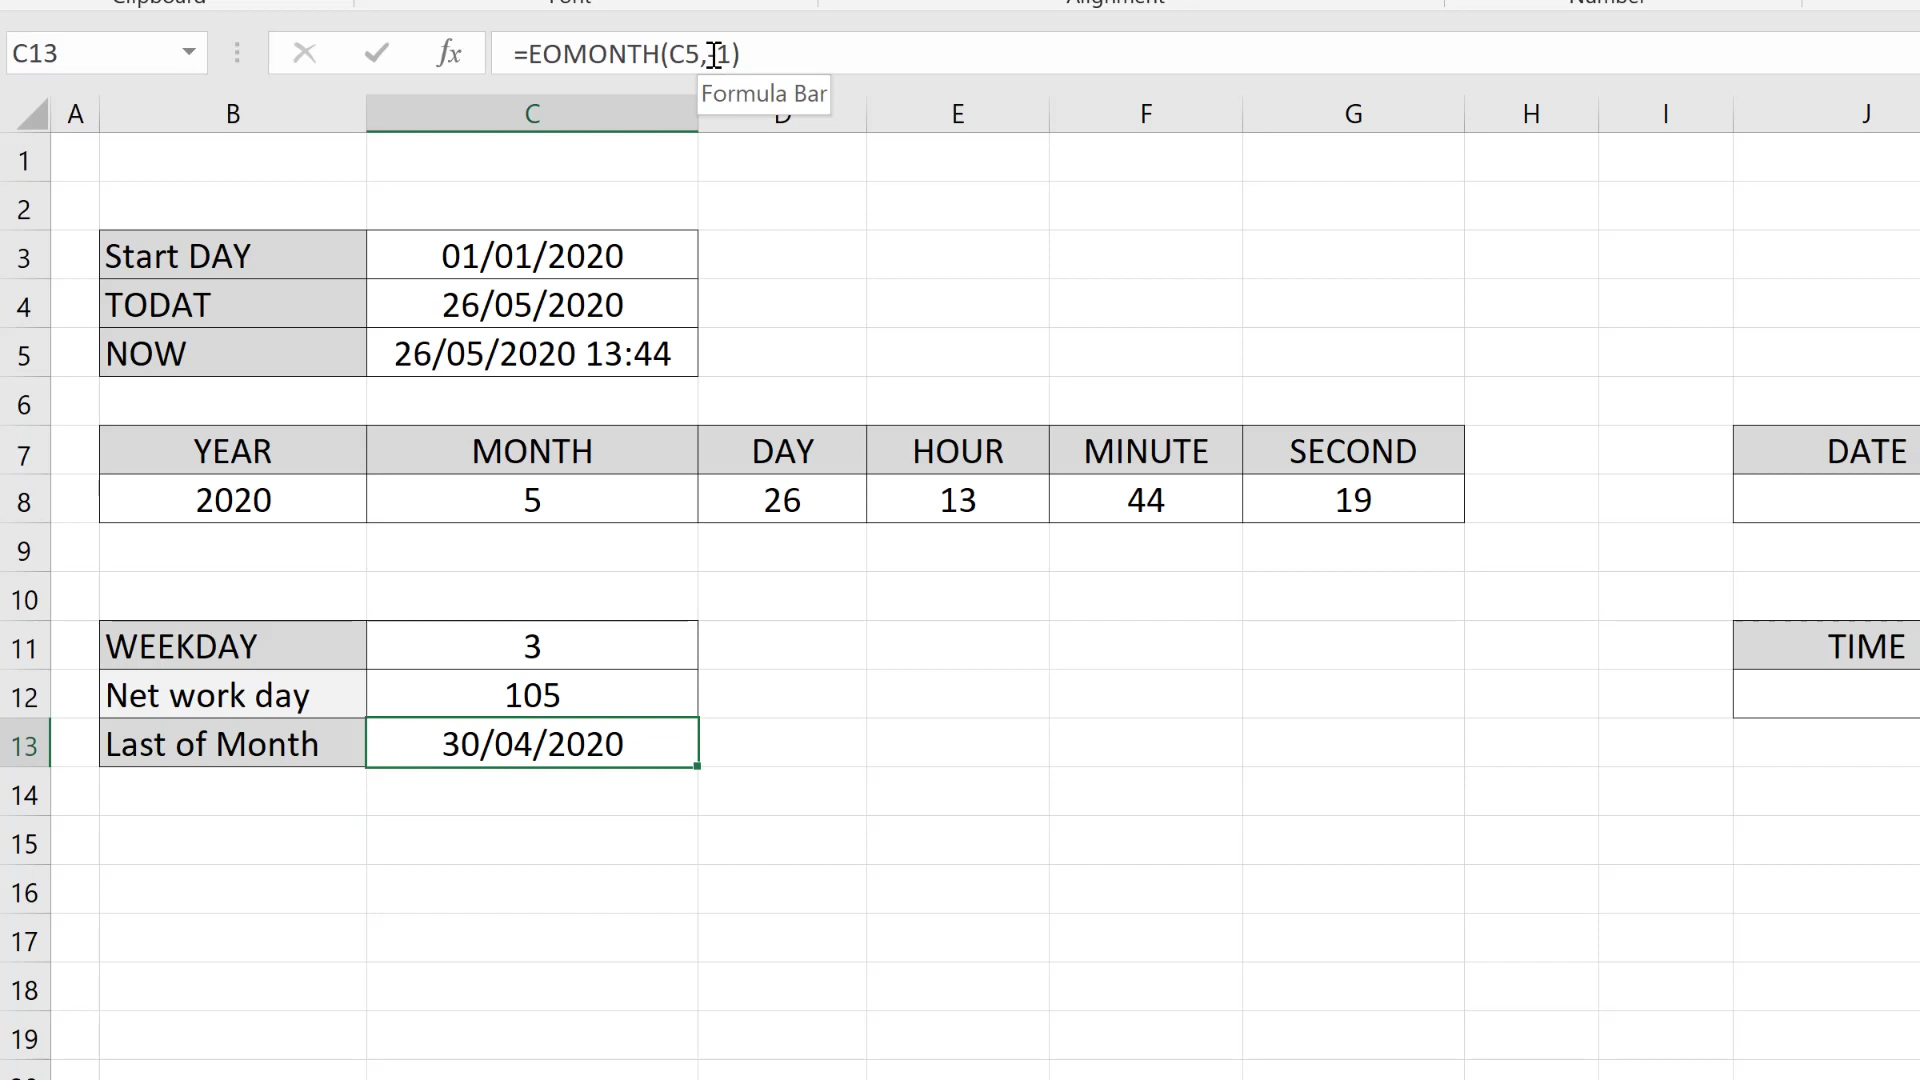 Clipboard Font Alignment Number
C13 fx =EOMONTH(C5,-1)
Formula Bar
A B C D E F G H I J
1
2
3 Start DAY 01/01/2020
4 TODAT 26/05/2020
5 NOW 26/05/2020 13:44
6
7 YEAR MONTH DAY HOUR MINUTE SECOND DATE
8 2020 5 26 13 44 19
9
10
11 WEEKDAY 3 TIME
12 Net work day 105
13 Last of Month 30/04/2020
14
15
16
17
18
19